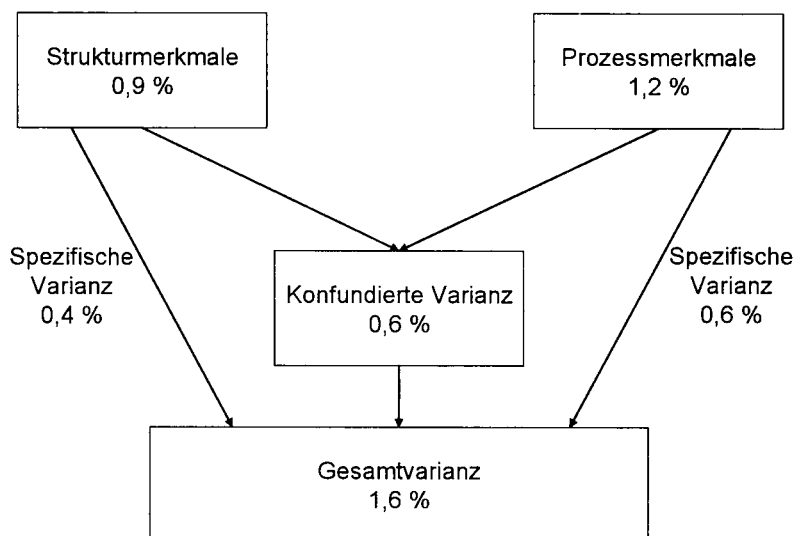 Strukturmerkmale
0,9 %
Prozessmerkmale
1,2 %
Spezifische
Varianz
0,4 %
Konfundierte Varianz
0,6 %
Spezifische
Varianz
0,6 %
Gesamtvarianz
1,6 %